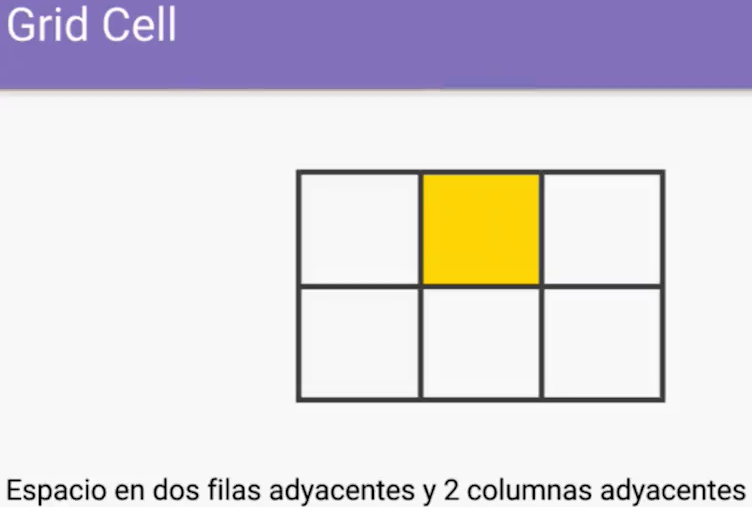 Grid Cell
Espacio en dos filas adyacentes y 2 columnas adyacentes